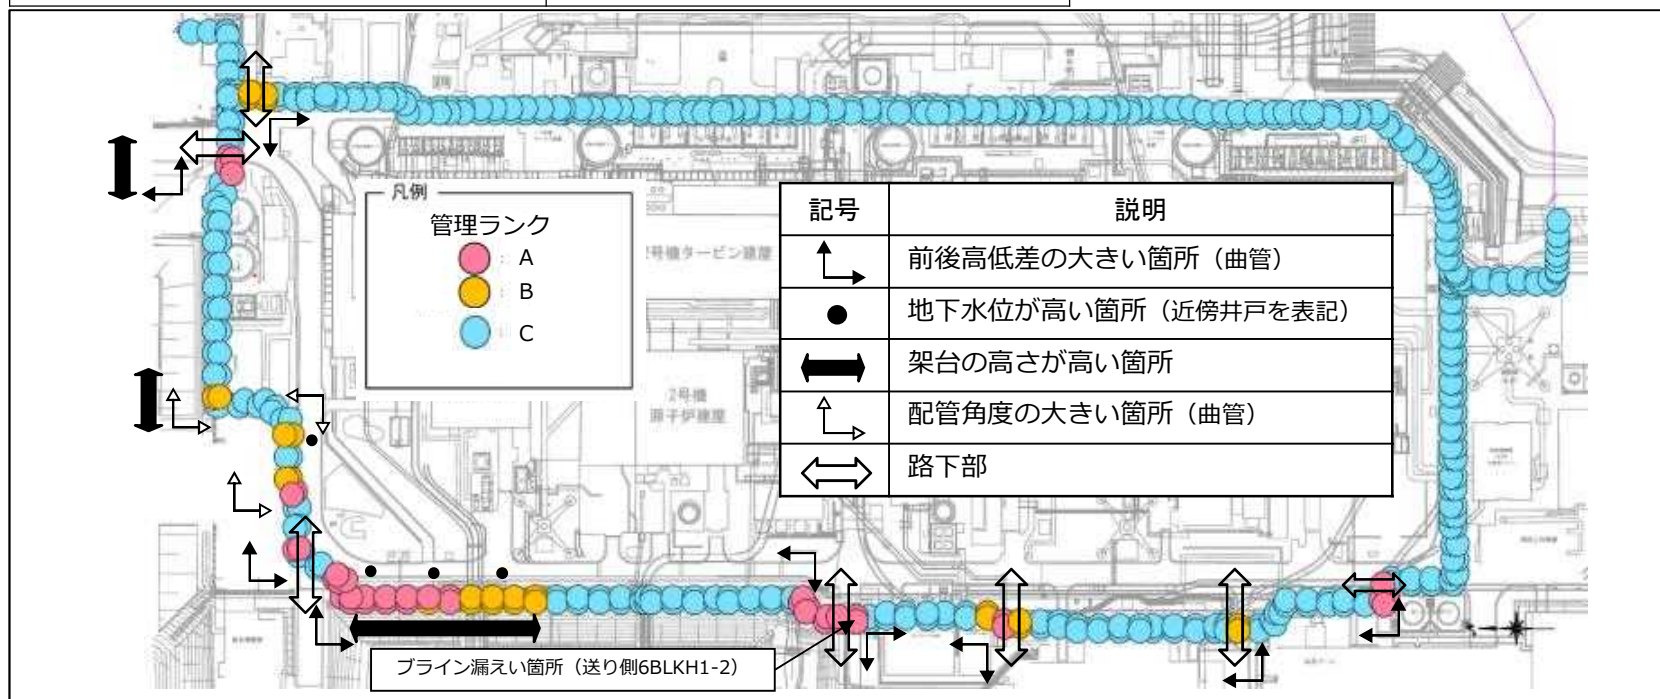 凡例
管理ランク
: A
: B
: C
2号機タービン建屋
2号機
原子炉建屋
記号 説明
前後高低差の大きい箇所（曲管）
地下水位が高い箇所（近傍井戸を表記）
架台の高さが高い箇所
配管角度の大きい箇所（曲管）
路下部
ブライン漏えい箇所（送り側6BLKH1-2）